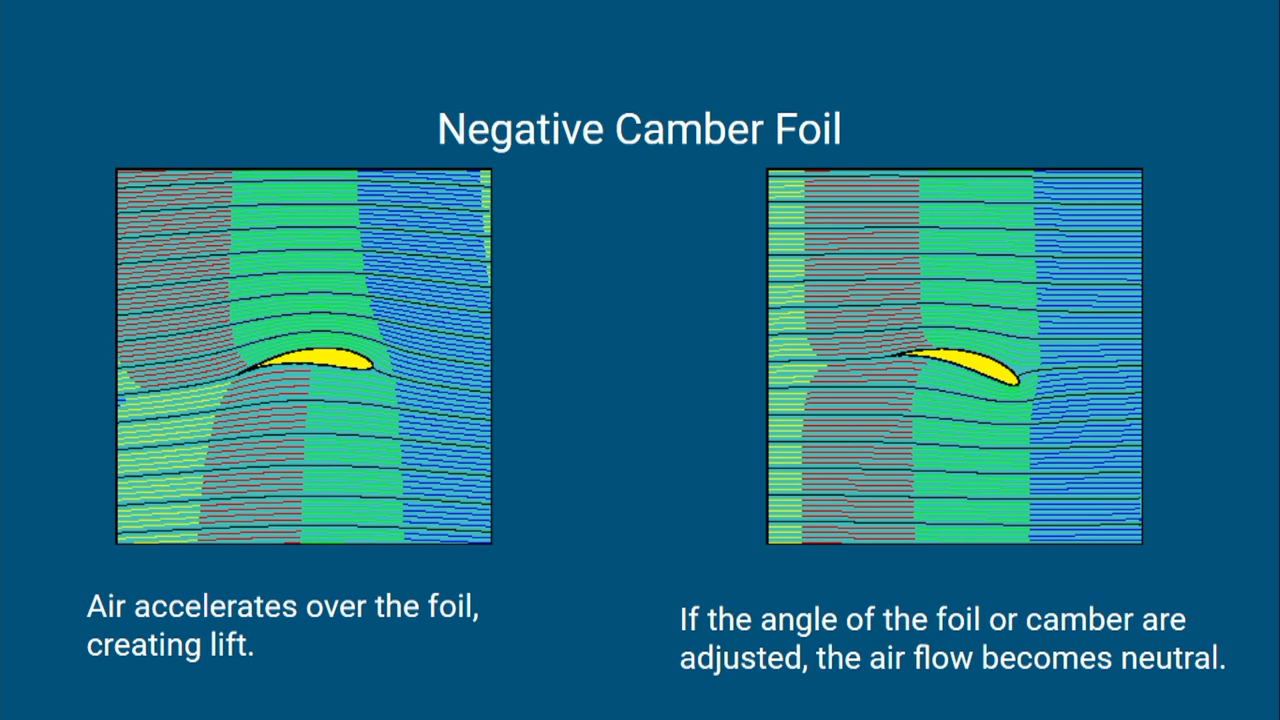 Negative Camber Foil
Air accelerates over the foil,
creating lift.
If the angle of the foil or camber are
adjusted, the air flow becomes neutral.